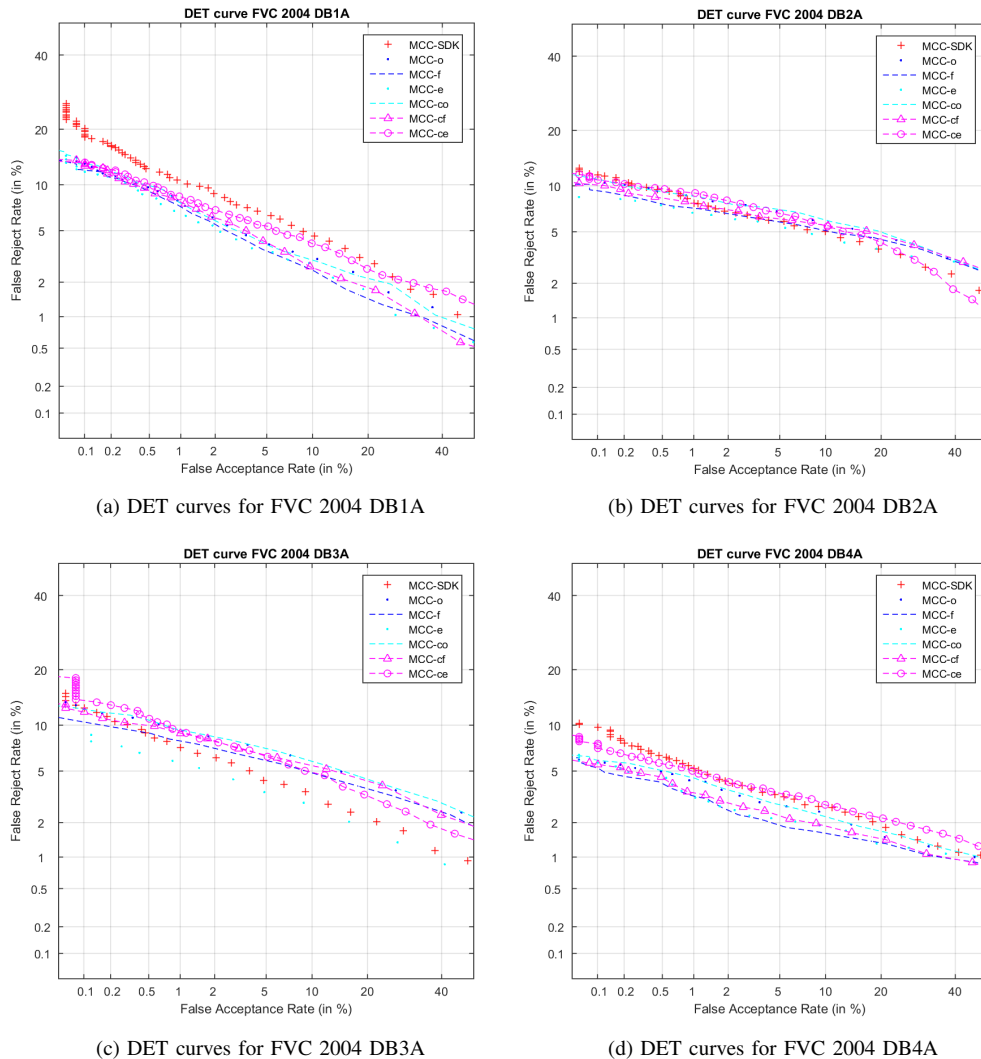 DET curve FVC 2004 DB1A
MCC-SDK
MCC-o
MCC-f
MCC-e
MCC-co
MCC-cf
MCC-ce
False Reject Rate (in %)
40
20
10
5
2
1
0.5
0.2
0.1
0.1 0.2 0.5 1 2 5 10 20 40
False Acceptance Rate (in %)
(a) DET curves for FVC 2004 DB1A
DET curve FVC 2004 DB2A
MCC-SDK
MCC-o
MCC-f
MCC-e
MCC-co
MCC-cf
MCC-ce
False Reject Rate (in %)
40
20
10
5
2
1
0.5
0.2
0.1
0.1 0.2 0.5 1 2 5 10 20 40
False Acceptance Rate (in %)
(b) DET curves for FVC 2004 DB2A
DET curve FVC 2004 DB3A
MCC-SDK
MCC-o
MCC-f
MCC-e
MCC-co
MCC-cf
MCC-ce
False Reject Rate (in %)
40
20
10
5
2
1
0.5
0.2
0.1
0.1 0.2 0.5 1 2 5 10 20 40
False Acceptance Rate (in %)
(c) DET curves for FVC 2004 DB3A
DET curve FVC 2004 DB4A
MCC-SDK
MCC-o
MCC-f
MCC-e
MCC-co
MCC-cf
MCC-ce
False Reject Rate (in %)
40
20
10
5
2
1
0.5
0.2
0.1
0.1 0.2 0.5 1 2 5 10 20 40
False Acceptance Rate (in %)
(d) DET curves for FVC 2004 DB4A